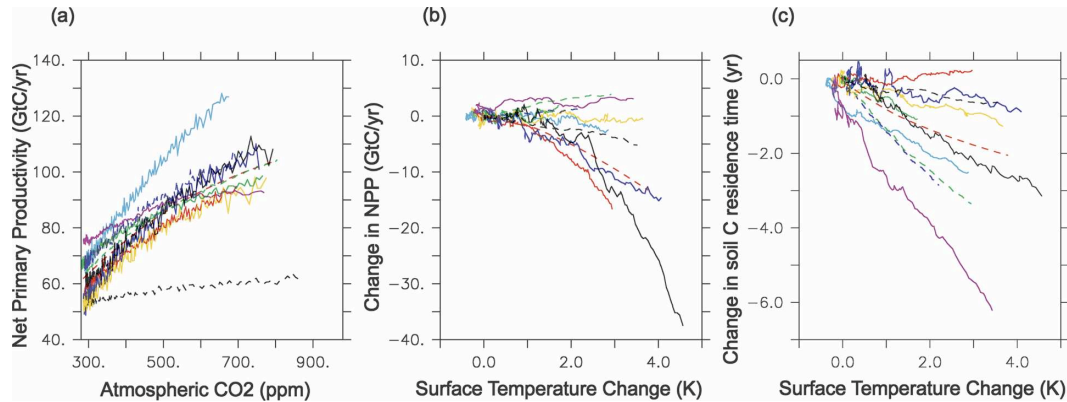 (a)
(b)
(c)
Net Primary Productivity (GtC/yr)
140.
120.
100.
80.
60.
40.
300.
500.
700.
900.
Atmospheric CO2 (ppm)
Change in NPP (GtC/yr)
10.
0.
-10.
-20.
-30.
-40.
0.0
2.0
4.0
Surface Temperature Change (K)
Change in soil C residence time (yr)
0.0
-2.0
-4.0
-6.0
0.0
2.0
4.0
Surface Temperature Change (K)